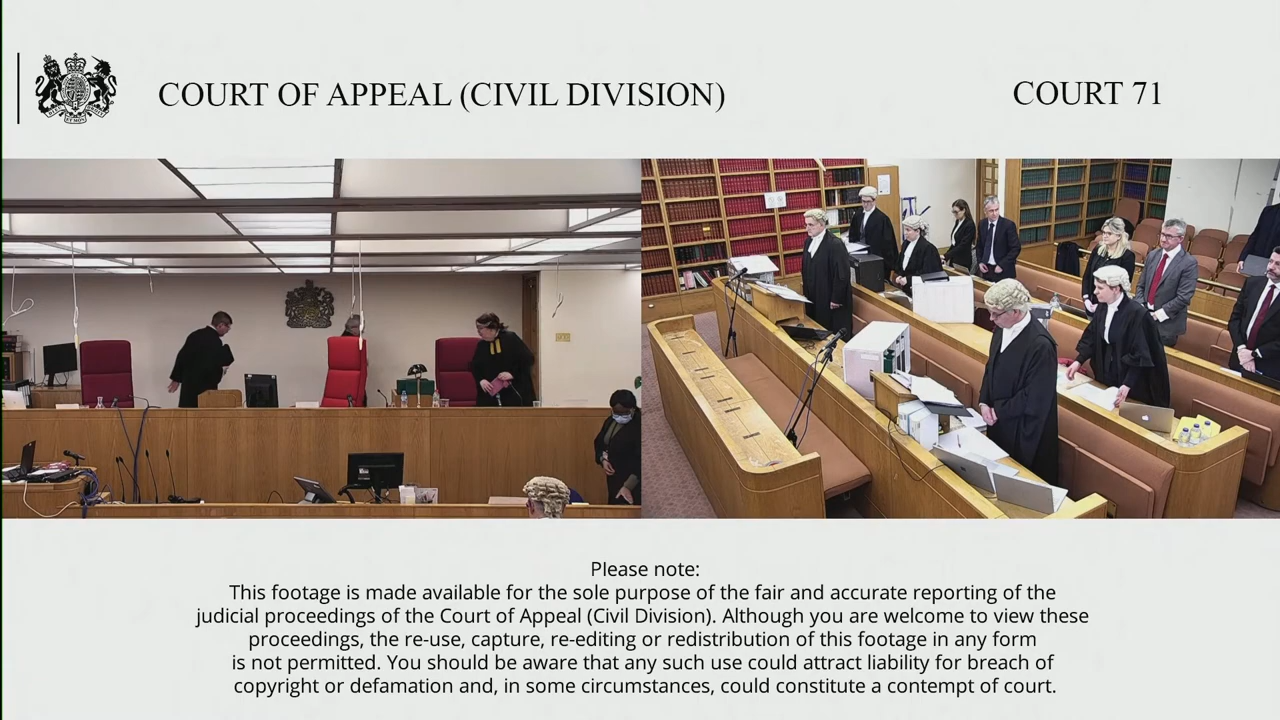 COURT OF APPEAL (CIVIL DIVISION)
COURT 71
Please note:
This footage is made available for the sole purpose of the fair and accurate reporting of the
judicial proceedings of the Court of Appeal (Civil Division). Although you are welcome to view these
proceedings, the re-use, capture, re-editing or redistribution of this footage in any form
is not permitted. You should be aware that any such use could attract liability for breach of
copyright or defamation and, in some circumstances, could constitute a contempt of court.